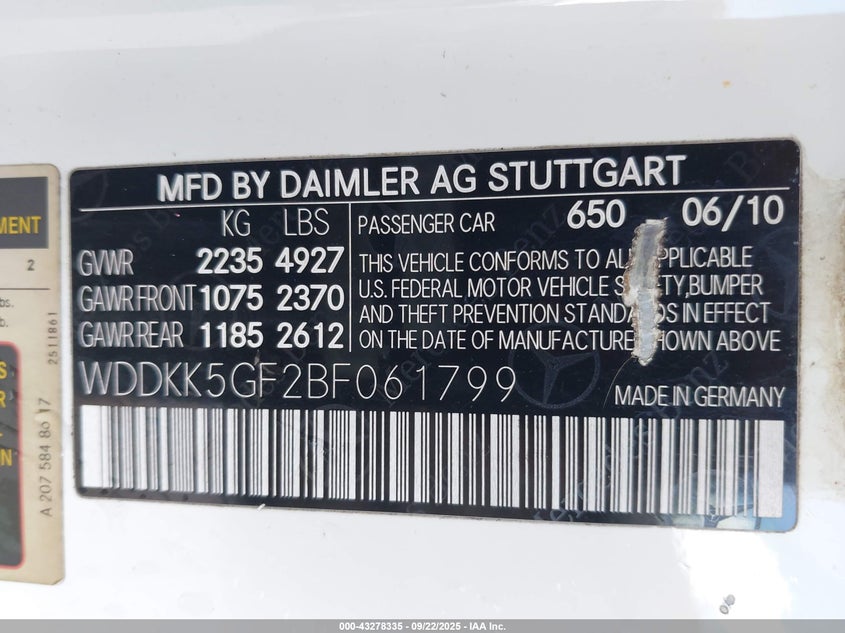 MFD BY DAIMLER AG STUTTGART
KG LBS
GVWR 2235 4927
GAWR FRONT 1075 2370
GAWR REAR 1185 2612
PASSENGER CAR 650 06/10
THIS VEHICLE CONFORMS TO ALL APPLICABLE
U.S. FEDERAL MOTOR VEHICLE SAFETY, BUMPER
AND THEFT PREVENTION STANDARDS IN EFFECT
ON THE DATE OF MANUFACTURE SHOWN ABOVE
WDDKK5GF2BF061799
MADE IN GERMANY
MENT
2
bs.
b.
2511861
A 207 584 86 17
S
R
L-
ON
000-43278335 - 09/22/2025 - IAA Inc.